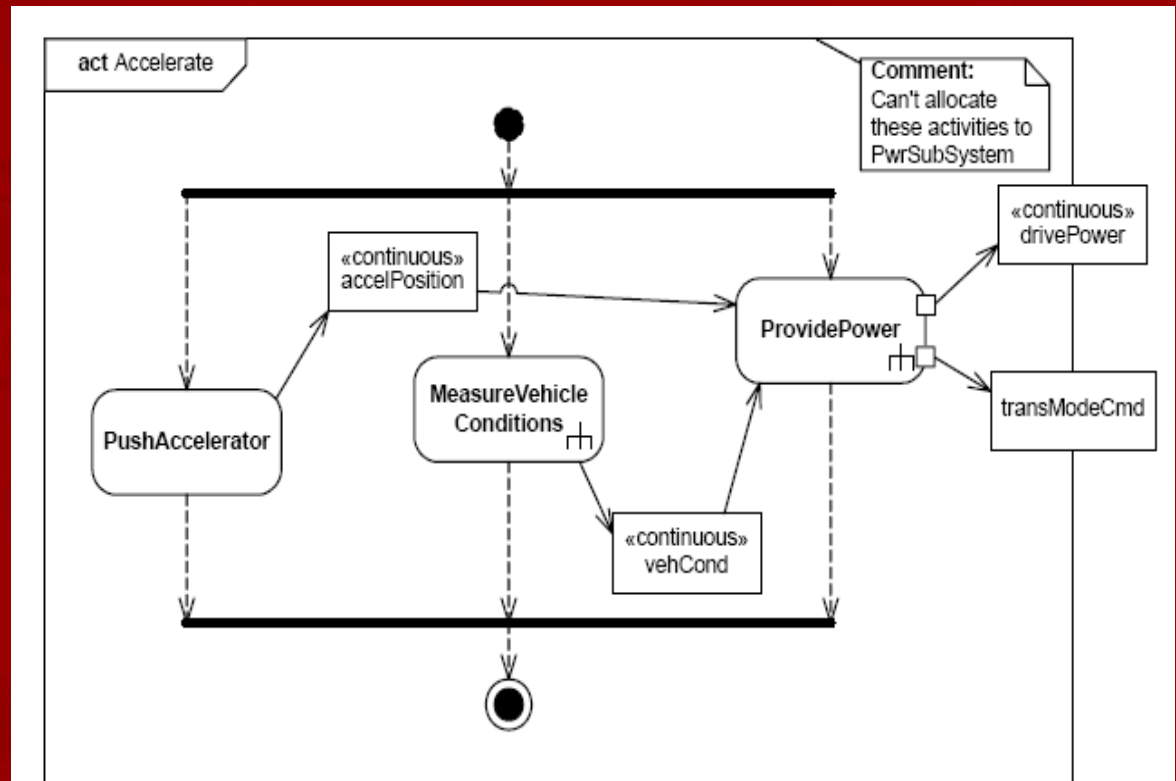 act Accelerate
Comment:
Can't allocate
these activities to
PwrSubSystem
«continuous»
drivePower
«continuous»
accelPosition
ProvidePower
MeasureVehicle
Conditions
transModeCmd
PushAccelerator
«continuous»
vehCond